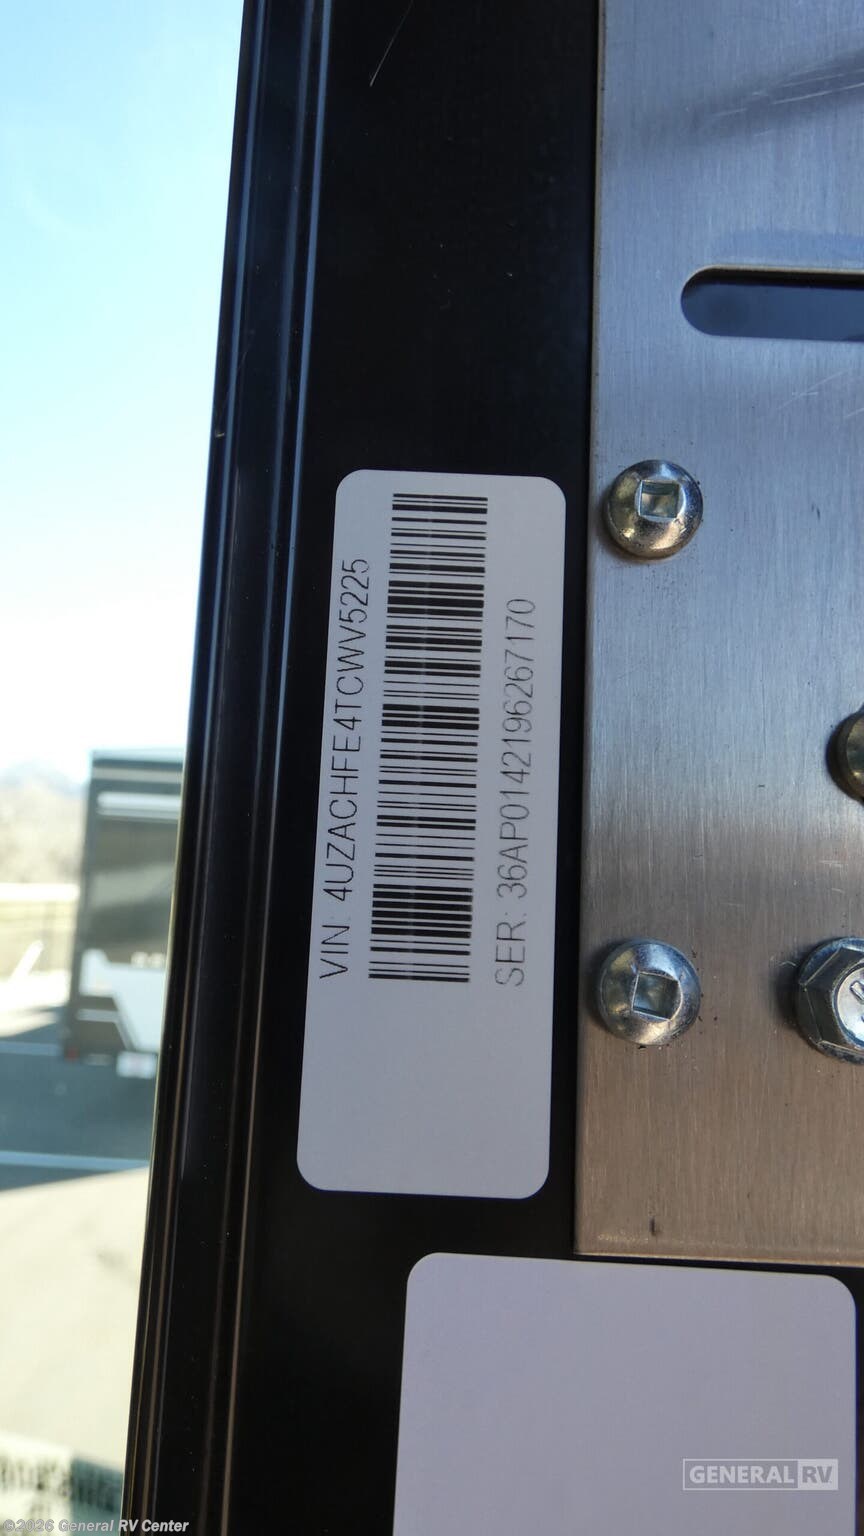 VIN: 4UZACHFE4TCWV5225
SER: 36AP0142196267170
GENERAL RV
©2026 General RV Center